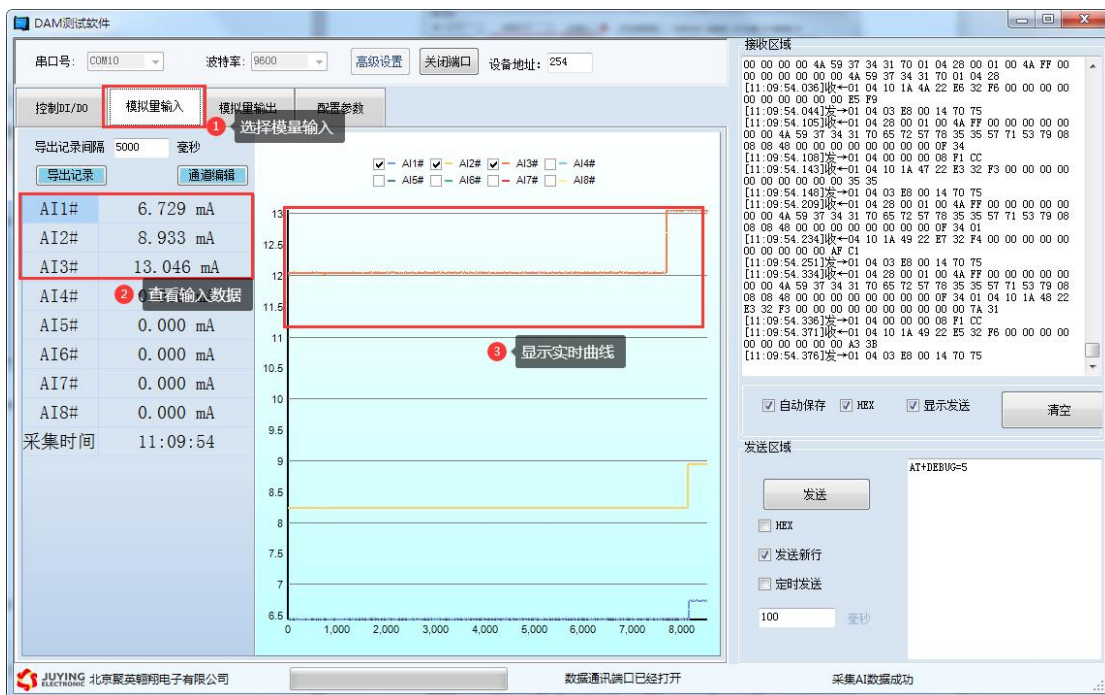 DAM测试软件
串口号: COM10 波特率: 9600 高级设置 关闭端口 设备地址: 254
控制DI/DO 模拟量输入 模拟量输出 配置参数
1 选择模量输入
导出记录间隔 5000 毫秒
导出记录 通道编辑
AI1# 6.729 mA
AI2# 8.933 mA
AI3# 13.046 mA
AI4#
2 查看输入数据
AI5# 0.000 mA
AI6# 0.000 mA
AI7# 0.000 mA
AI8# 0.000 mA
采集时间 11:09:54
AI1# AI2# AI3# AI4#
AI5# AI6# AI7# AI8#
13
12.5
12
11.5
11
10.5
10
9.5
9
8.5
8
7.5
7
6.5
0 1,000 2,000 3,000 4,000 5,000 6,000 7,000 8,000
3 显示实时曲线
接收区域
00 00 00 00 4A 59 37 34 31 70 01 04 28 00 01 00 4A FF 00
00 00 00 00 00 00 4A 59 37 34 31 70 01 04 28
[11:09:54.036]收←01 04 10 1A 4A 22 E6 32 F6 00 00 00 00
00 00 00 00 00 00 E5 F9
[11:09:54.044]发→01 04 03 E8 00 14 70 75
[11:09:54.105]收←01 04 28 00 01 00 4A FF 00 00 00 00 00
00 00 4A 59 37 34 31 70 65 72 57 78 35 35 57 71 53 79 08
08 08 48 00 00 00 00 00 00 00 00 0F 34
[11:09:54.108]发→01 04 00 00 00 08 F1 CC
[11:09:54.143]收←01 04 10 1A 47 22 E3 32 F3 00 00 00 00
00 00 00 00 00 00 35 35
[11:09:54.148]发→01 04 03 E8 00 14 70 75
[11:09:54.209]收←01 04 28 00 01 00 4A FF 00 00 00 00 00
00 00 4A 59 37 34 31 70 65 72 57 78 35 35 57 71 53 79 08
08 08 48 00 00 00 00 00 00 00 00 0F 34 01
[11:09:54.234]收←04 10 1A 49 22 E7 32 F4 00 00 00 00 00
00 00 00 00 00 AF C1
[11:09:54.251]发→01 04 03 E8 00 14 70 75
[11:09:54.334]收←01 04 28 00 01 00 4A FF 00 00 00 00 00
00 00 4A 59 37 34 31 70 65 72 57 78 35 35 57 71 53 79 08
08 08 48 00 00 00 00 00 00 00 00 0F 34 01 04 10 1A 48 22
E3 32 F3 00 00 00 00 00 00 00 00 00 00 7A 31
[11:09:54.336]发→01 04 00 00 00 08 F1 CC
[11:09:54.371]收←01 04 10 1A 49 22 E5 32 F6 00 00 00 00
00 00 00 00 00 00 A3 3B
[11:09:54.376]发→01 04 03 E8 00 14 70 75
自动保存 HEX 显示发送 清空
发送区域
AT+DEBUG=5
发送
HEX
发送新行
定时发送
100 毫秒
JUYING ELECTRONIC 北京聚英翱翔电子有限公司 数据通讯端口已经打开 采集AI数据成功